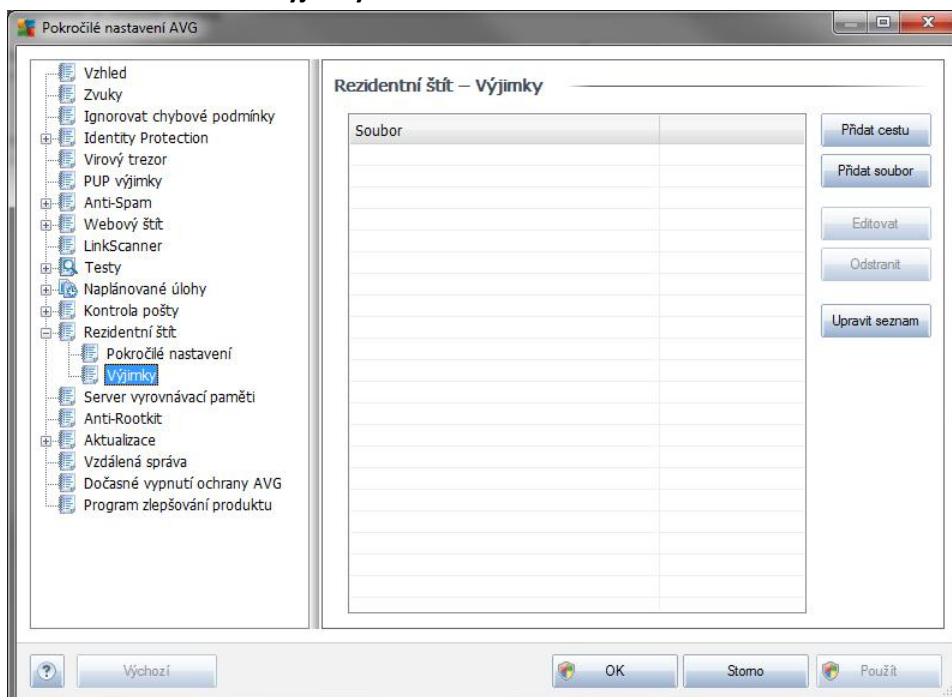 Pokročilé nastavení AVG
Vzhled
Zvuky
Ignorovat chybové podmínky
Identity Protection
Virový trezor
PUP výjimky
Anti-Spam
Webový štít
LinkScanner
Testy
Naplánované úlohy
Kontrola pošty
Rezidentní štít
Pokročilé nastavení
Výjimky
Server vyrovnávací paměti
Anti-Rootkit
Aktualizace
Vzdálená správa
Dočasné vypnutí ochrany AVG
Program zlepšování produktu
Rezidentní štít – Výjimky
Soubor
Přidat cestu
Přidat soubor
Editovat
Odstranit
Upravit seznam
? Výchozí OK Storno Použít